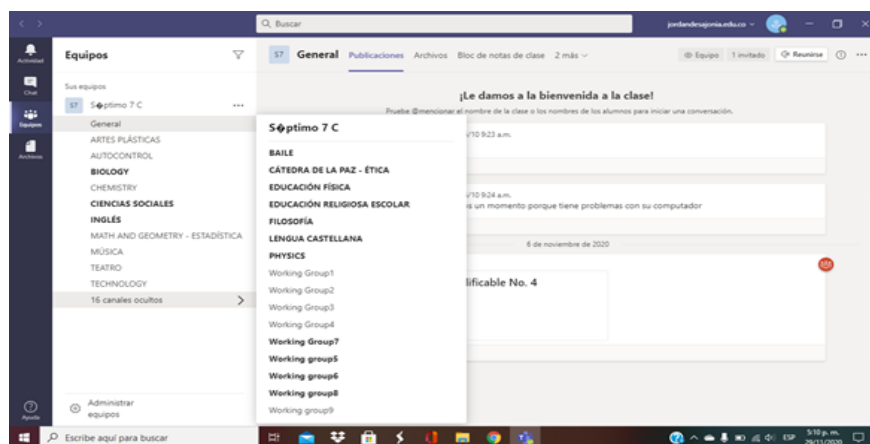 Buscar
jordandesajonia.edu.co
Actividad
Chat
Equipos
Archivos
Ayuda
Equipos
Sus equipos
S7 S�ptimo 7 C
General
ARTES PLÁSTICAS
AUTOCONTROL
BIOLOGY
CHEMISTRY
CIENCIAS SOCIALES
INGLÉS
MATH AND GEOMETRY - ESTADÍSTICA
MÚSICA
TEATRO
TECHNOLOGY
16 canales ocultos
Administrar
equipos
S�ptimo 7 C
BAILE
CÁTEDRA DE LA PAZ - ÉTICA
EDUCACIÓN FÍSICA
EDUCACIÓN RELIGIOSA ESCOLAR
FILOSOFÍA
LENGUA CASTELLANA
PHYSICS
Working Group1
Working Group2
Working Group3
Working Group4
Working Group7
Working group5
Working group6
Working group8
Working group9
S7 General Publicaciones Archivos Bloc de notas de clase 2 más
Equipo 1 invitado Reunirse
¡Le damos a la bienvenida a la clase!
Pruebe @mencionar el nombre de la clase o los nombres de los alumnos para iniciar una conversación.
/10 9:23 a.m.
/10 9:24 a.m.
s un momento porque tiene problemas con su computador
6 de noviembre de 2020
lificable No. 4
Escribe aquí para buscar
ESP
5:10 p. m.
29/11/2020